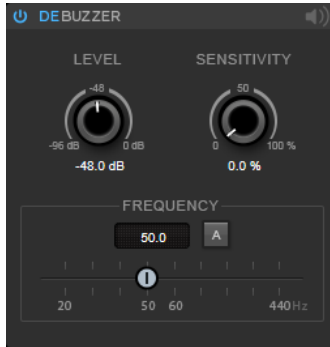 DEBUZZER
LEVEL SENSITIVITY
-48 50
-96 dB 0 dB 0 100 %
-48.0 dB 0.0 %
FREQUENCY
50.0 A
20 50 60 440 Hz